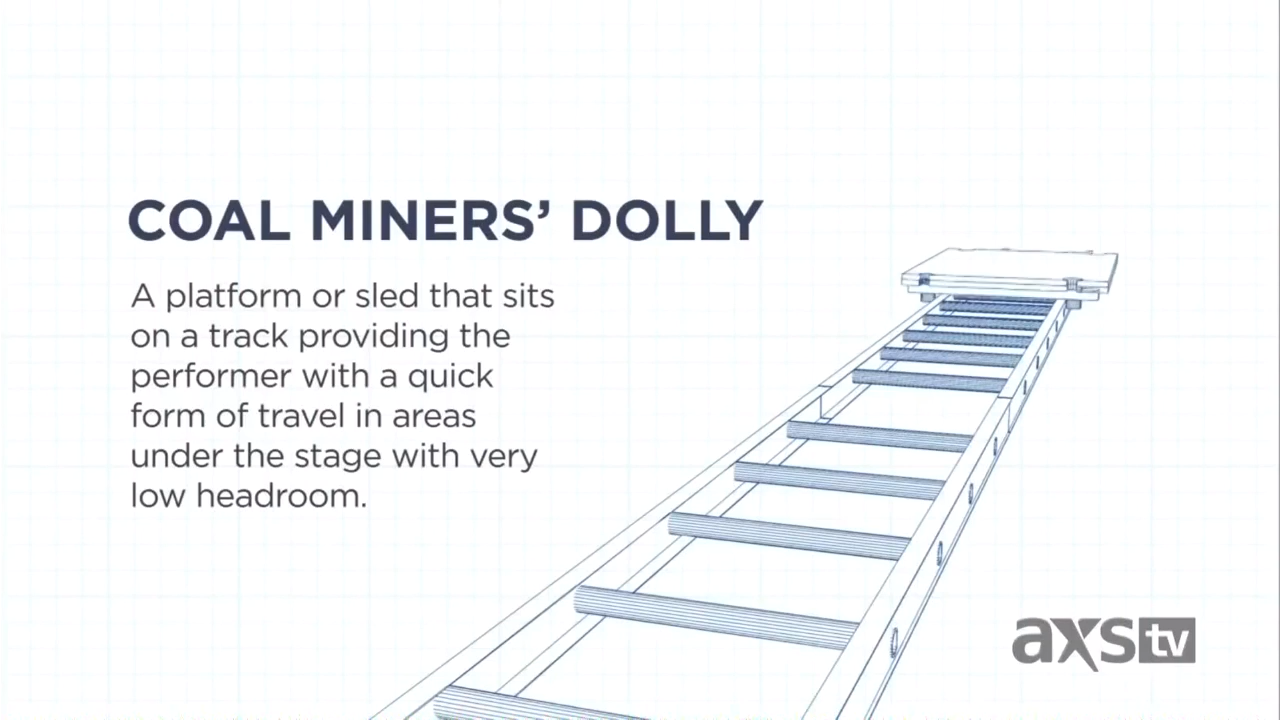 COAL MINERS’ DOLLY
A platform or sled that sits
on a track providing the
performer with a quick
form of travel in areas
under the stage with very
low headroom.
axs tv